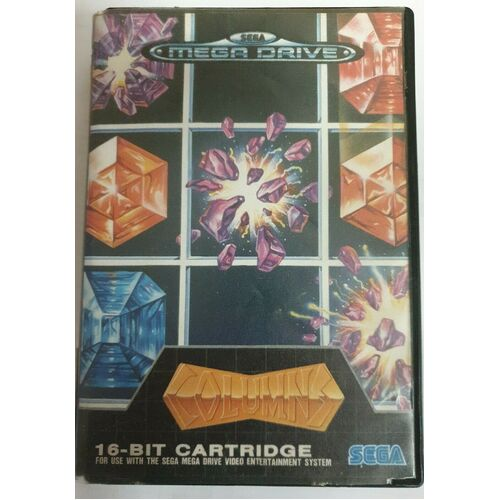 SEGA
MEGA DRIVE
COLUMNS
16-BIT CARTRIDGE
FOR USE WITH THE SEGA MEGA DRIVE VIDEO ENTERTAINMENT SYSTEM
SEGA